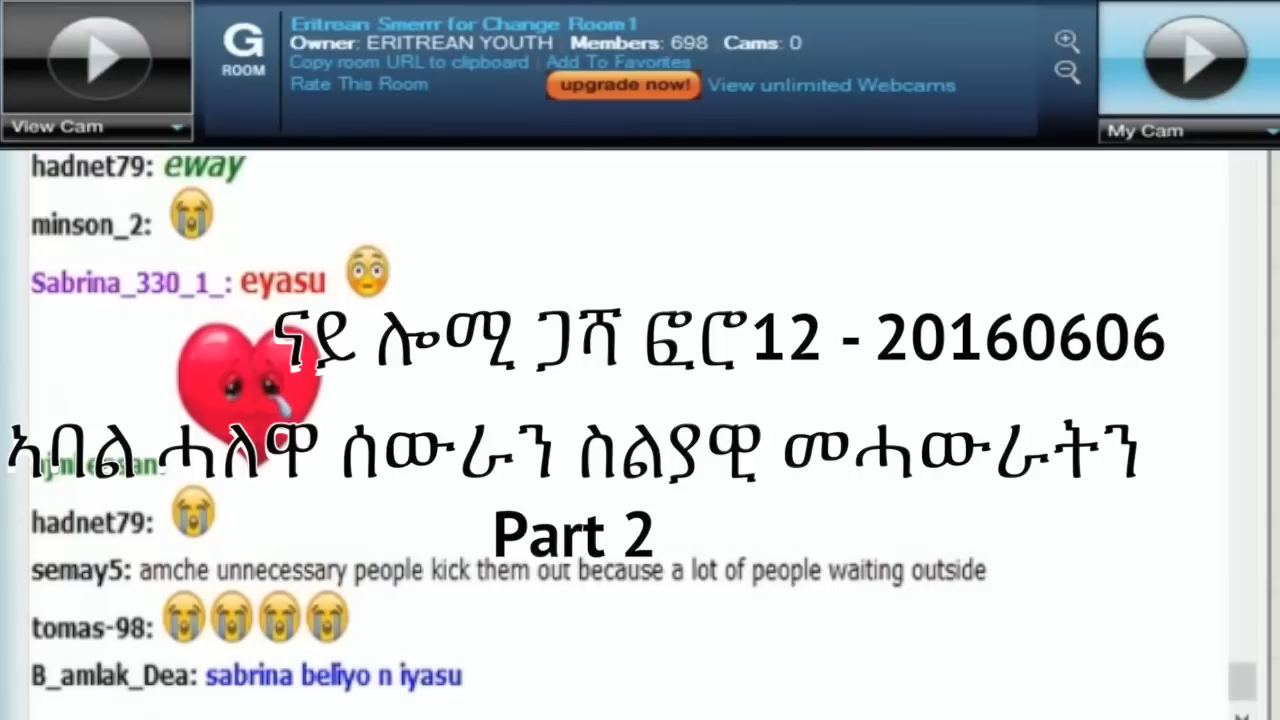 Eritrean Smerrr for Change Room1
G ROOM
Owner: ERITREAN YOUTH Members: 698 Cams: 0
Copy room URL to clipboard | Add To Favorites
Rate This Room
upgrade now! View unlimited Webcams
View Cam
My Cam
hadnet79: eway
minson_2:
Sabrina_330_1_: eyasu
ናይ ሎሚ ጋሻ ፎሮ12 - 20160606
ኣባል ሓለዋ ሰውራን ስልያዊ መሓውራትን
Part 2
hadnet79:
semay5: amche unnecessary people kick them out because a lot of people waiting outside
tomas-98:
B_amlak_Dea: sabrina beliyo n iyasu